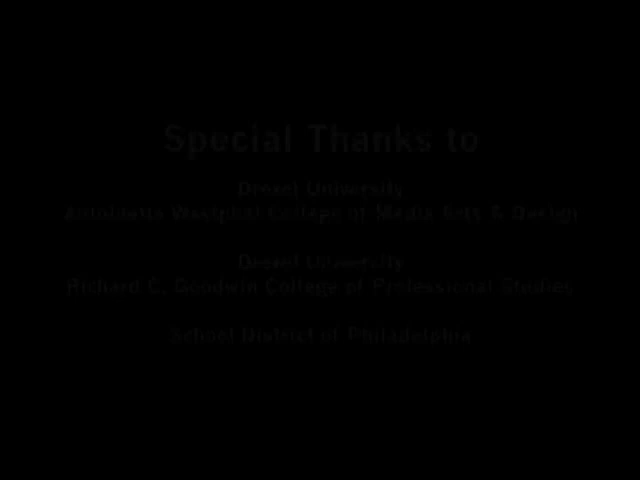 Special Thanks to
Drexel University
Antoinette Westphal College of Media Arts & Design
Drexel University
Richard C. Goodwin College of Professional Studies
School District of Philadelphia